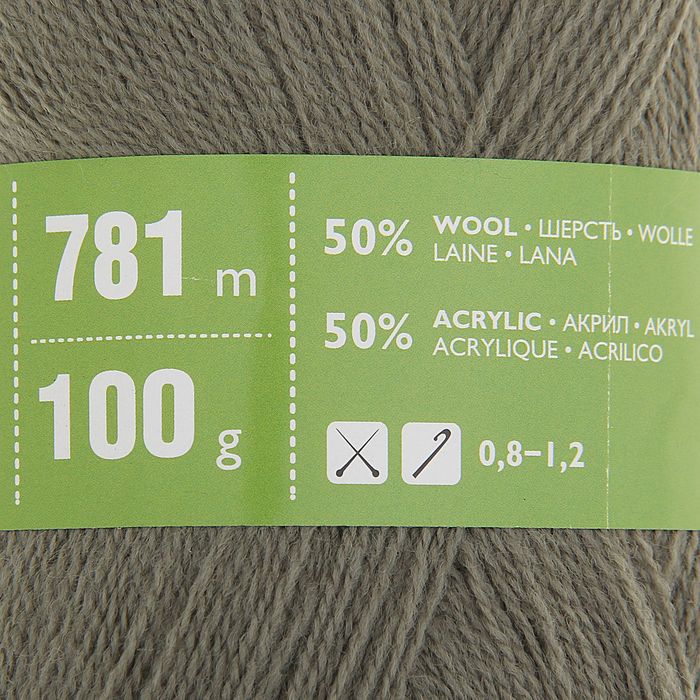 781 m
100 g
50% WOOL • ШЕРСТЬ • WOLLE
LAINE • LANA
50% ACRYLIC • АКРИЛ • AKRYL
ACRYLIQUE • ACRILICO
0,8–1,2